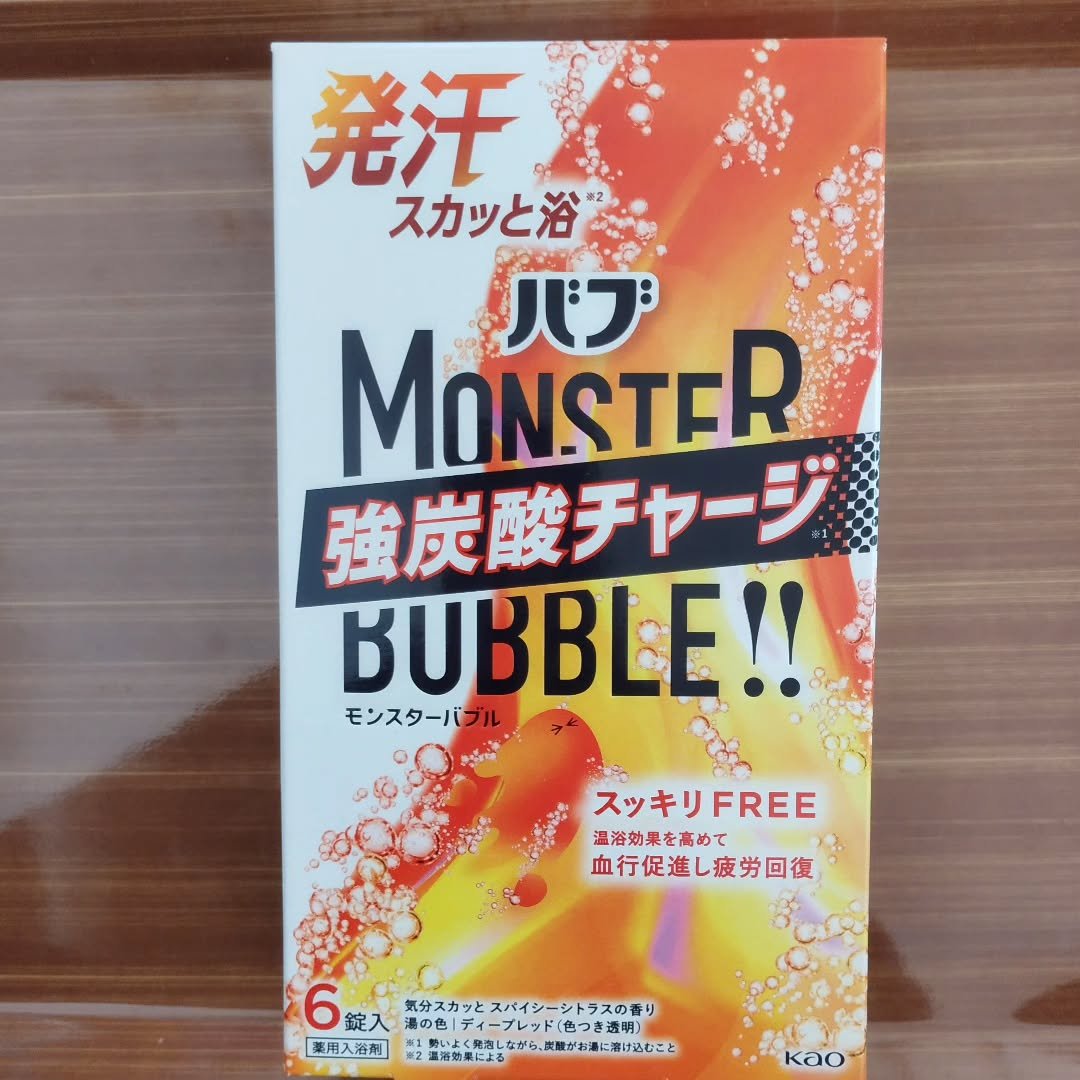 発汗
スカッと浴※2
バブ
MONSTER
強炭酸チャージ※1
BUBBLE!!
モンスターバブル
スッキリFREE
温浴効果を高めて
血行促進し疲労回復
6錠入
薬用入浴剤
気分スカッと スパイシーシトラスの香り
湯の色|ディープレッド(色つき透明)
※1 勢いよく発泡しながら、炭酸がお湯に溶け込むこと
※2 温浴効果による
Kao